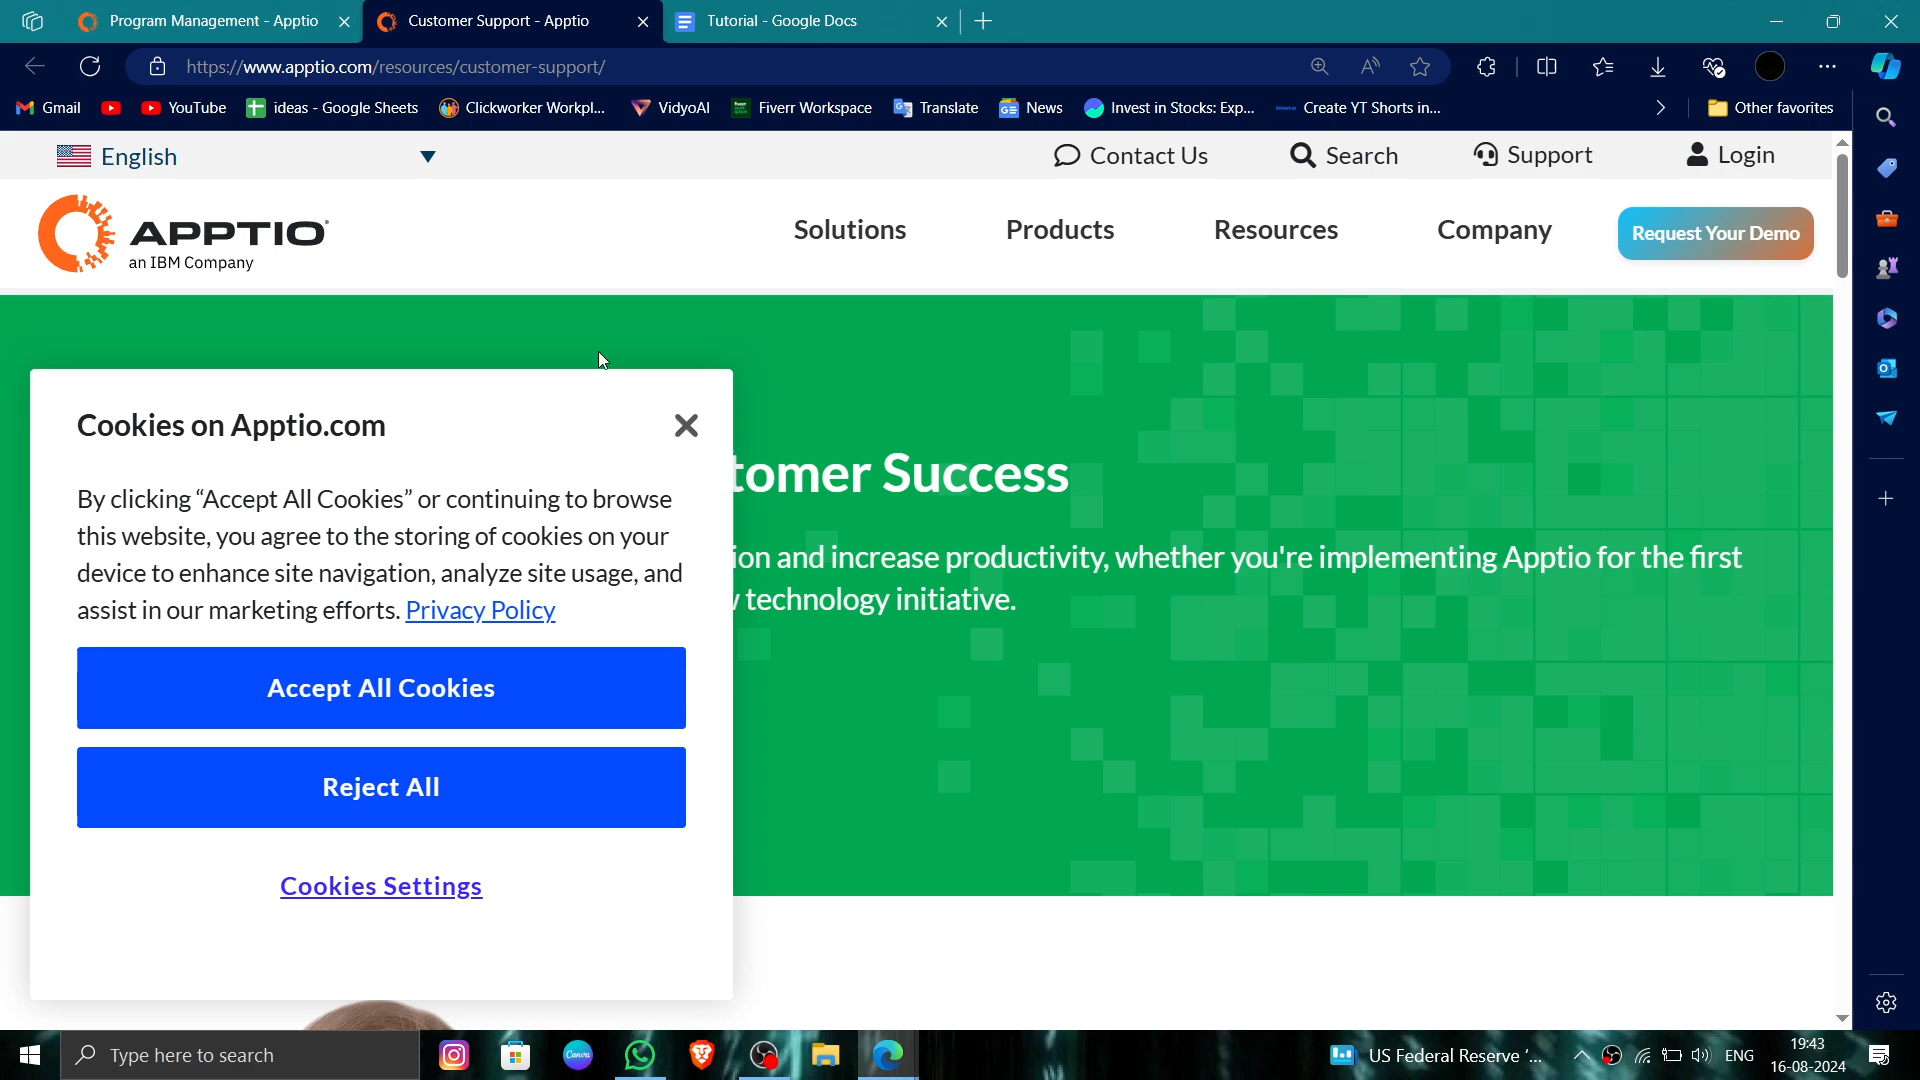 Program Management - Apptio
Customer Support - Apptio
Tutorial - Google Docs
https://www.apptio.com/resources/customer-support/
Gmail
YouTube
ideas - Google Sheets
Clickworker Workpl...
VidyoAI
Fiverr Workspace
Translate
News
Invest in Stocks: Exp...
Create YT Shorts in...
Other favorites
English
Contact Us
Search
Support
Login
APPTIO
an IBM Company
Solutions
Products
Resources
Company
Request Your Demo
tomer Success
ion and increase productivity, whether you're implementing Apptio for the first
technology initiative.
Cookies on Apptio.com
By clicking “Accept All Cookies” or continuing to browse
this website, you agree to the storing of cookies on your
device to enhance site navigation, analyze site usage, and
assist in our marketing efforts. Privacy Policy
Accept All Cookies
Reject All
Cookies Settings
Type here to search
Canva
US Federal Reserve '...
ENG
19:43
16-08-2024